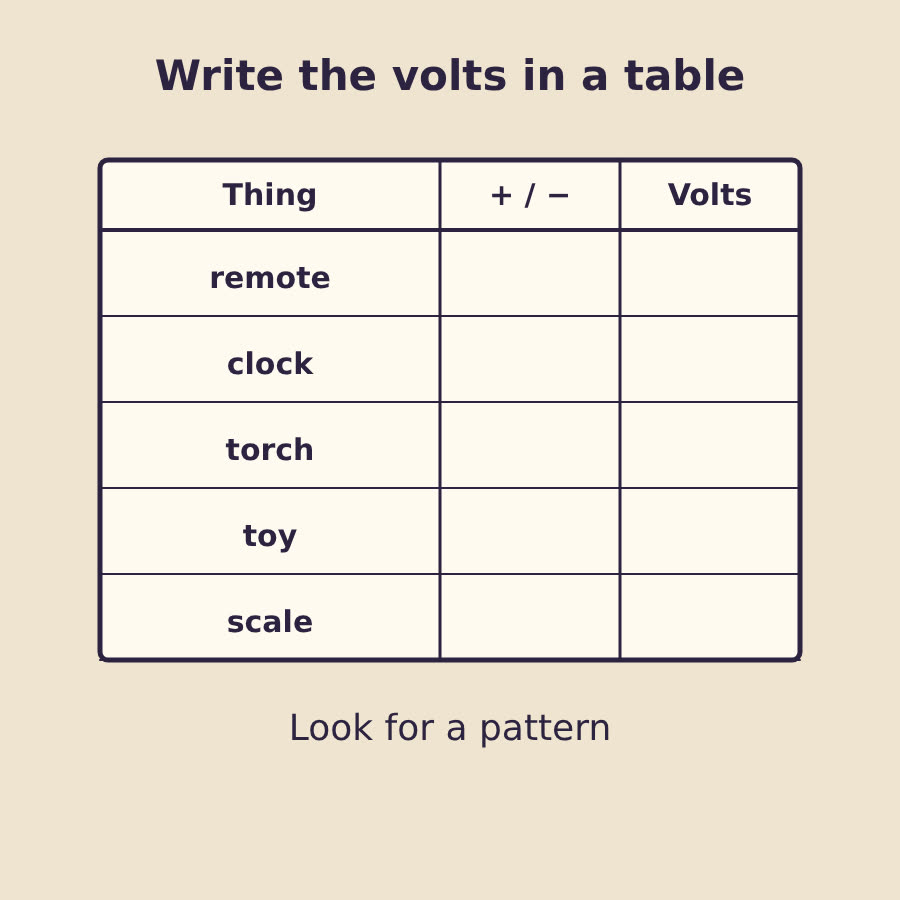 Write the volts in a table
Thing + / − Volts
remote
clock
torch
toy
scale
Look for a pattern